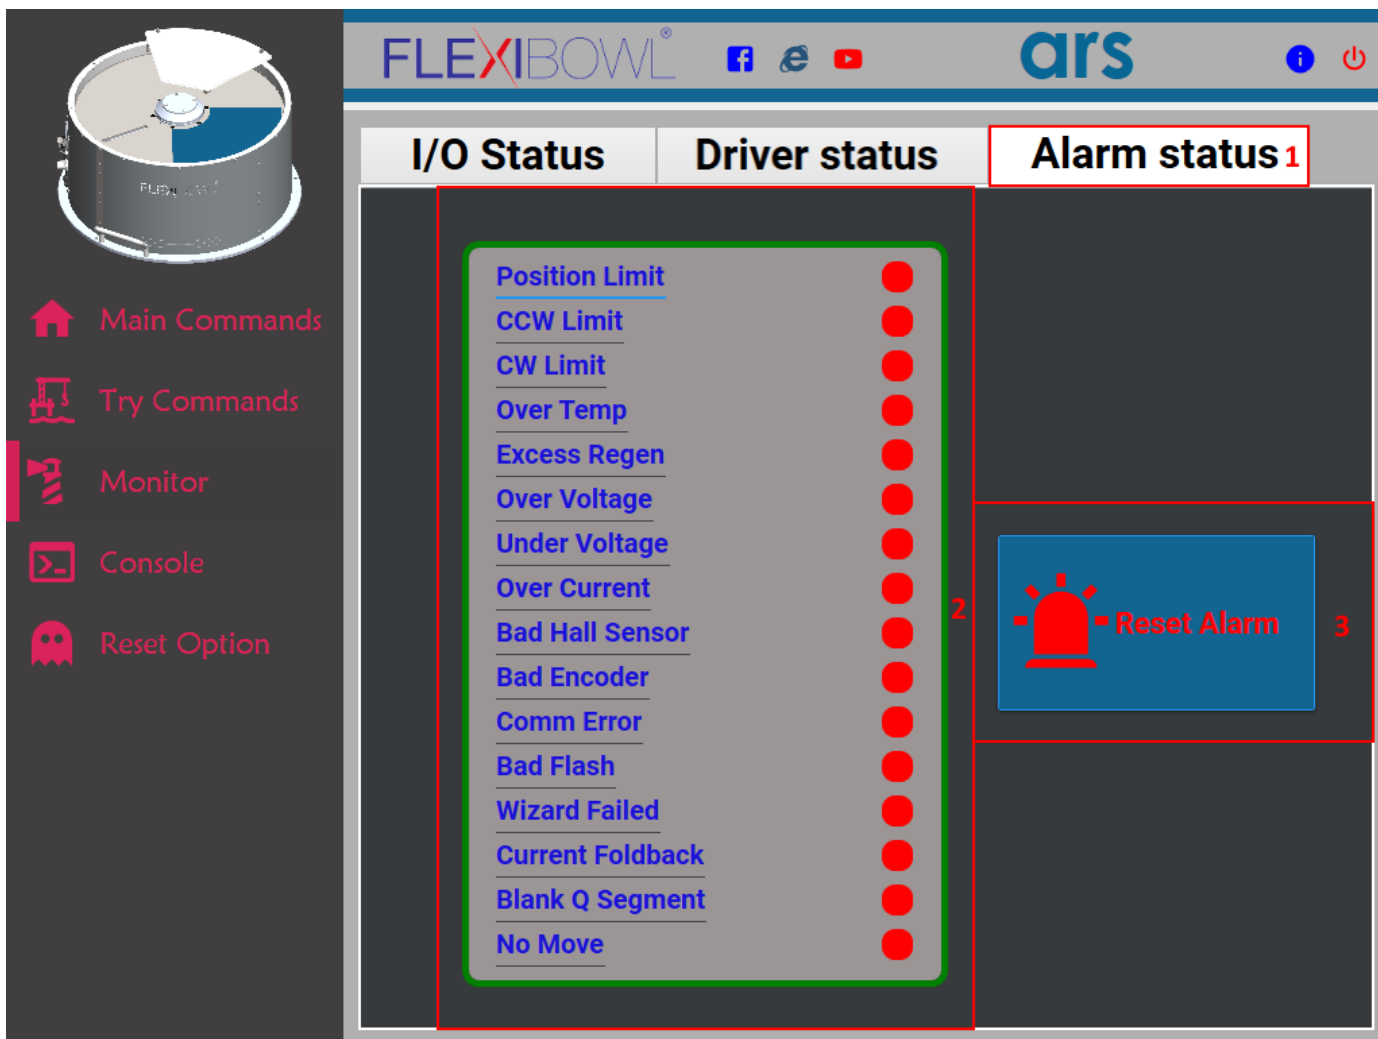 FLEXIBOWL®
ars
I/O Status
Driver status
Alarm status 1
Main Commands
Try Commands
Monitor
Console
Reset Option
Position Limit
CCW Limit
CW Limit
Over Temp
Excess Regen
Over Voltage
Under Voltage
Over Current
Bad Hall Sensor
Bad Encoder
Comm Error
Bad Flash
Wizard Failed
Current Foldback
Blank Q Segment
No Move
2
Reset Alarm
3